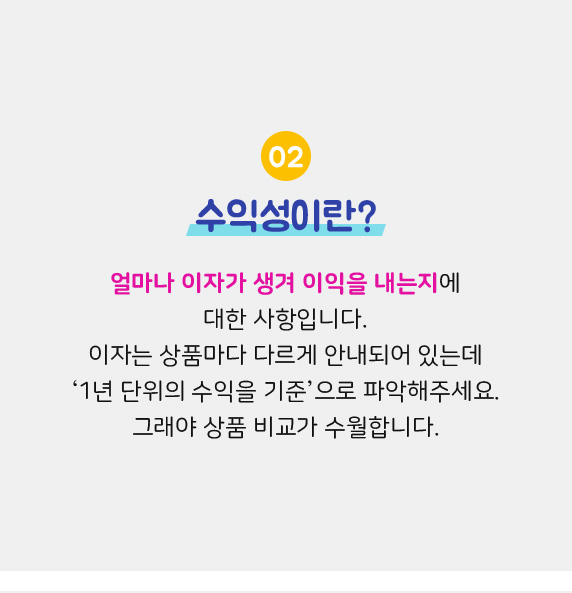 02
수익성이란?
얼마나 이자가 생겨 이익을 내는지에
대한 사항입니다.
이자는 상품마다 다르게 안내되어 있는데
‘1년 단위의 수익을 기준’으로 파악해주세요.
그래야 상품 비교가 수월합니다.